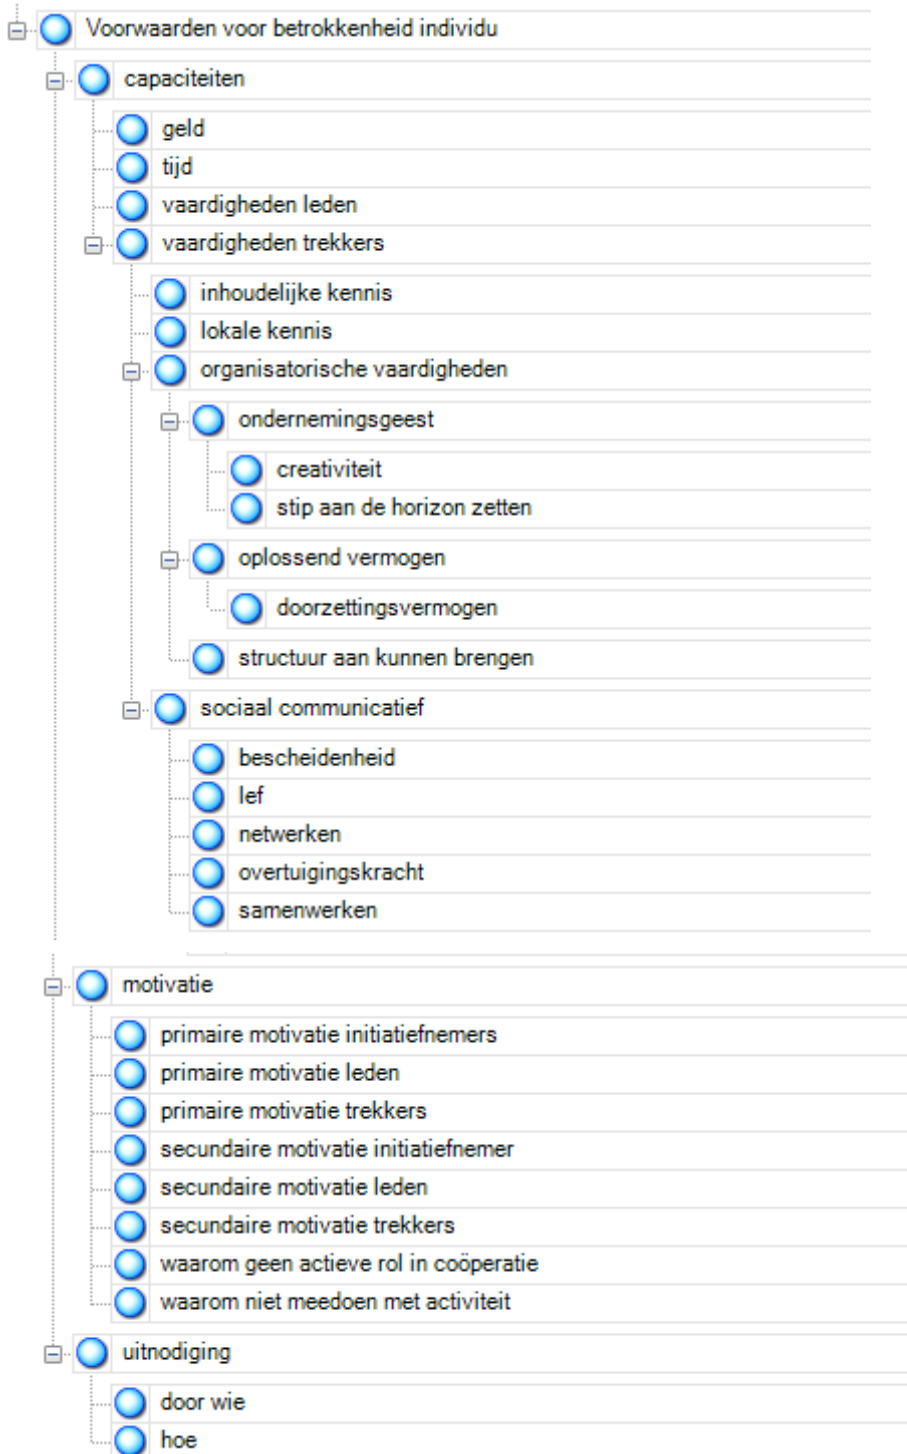 Voorwaarden voor betrokkenheid individu
capaciteiten
geld
tijd
vaardigheden leden
vaardigheden trekkers
inhoudelijke kennis
lokale kennis
organisatorische vaardigheden
ondernemingsgeest
creativiteit
stip aan de horizon zetten
oplossend vermogen
doorzettingsvermogen
structuur aan kunnen brengen
sociaal communicatief
bescheidenheid
lef
netwerken
overtuigingskracht
samenwerken
motivatie
primaire motivatie initiatiefnemers
primaire motivatie leden
primaire motivatie trekkers
secundaire motivatie initiatiefnemer
secundaire motivatie leden
secundaire motivatie trekkers
waarom geen actieve rol in coöperatie
waarom niet meedoen met activiteit
uitnodiging
door wie
hoe